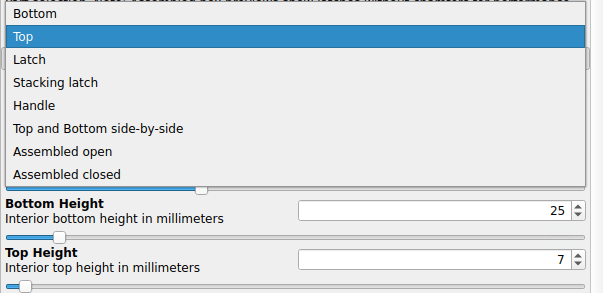 Bottom
Top
Latch
Stacking latch
Handle
Top and Bottom side-by-side
Assembled open
Assembled closed
Bottom Height
Interior bottom height in millimeters
25
Top Height
Interior top height in millimeters
7